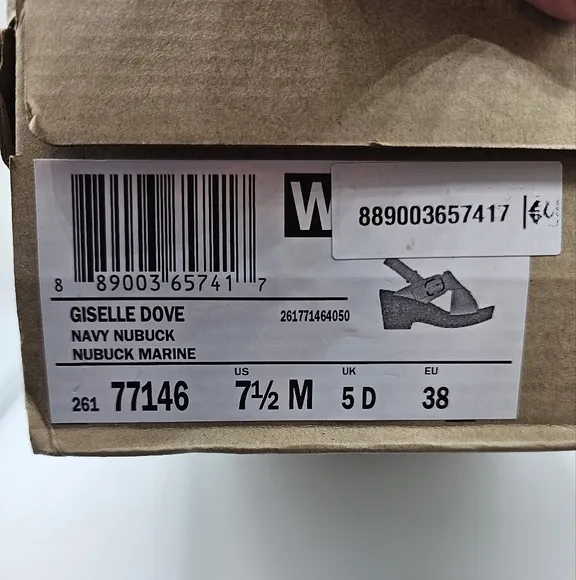 W
889003657417
8 89003 65741 7
GISELLE DOVE
261771464050
NAVY NUBUCK
NUBUCK MARINE
US UK EU
261 77146 7½ M 5 D 38